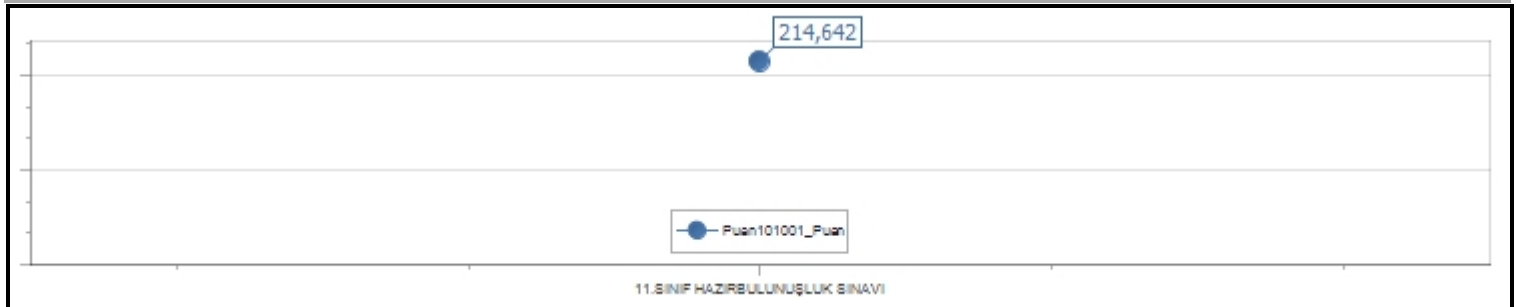 214,642
Puan101001_Puan
11.SINIF HAZIRBULUNUŞLUK SINAVI